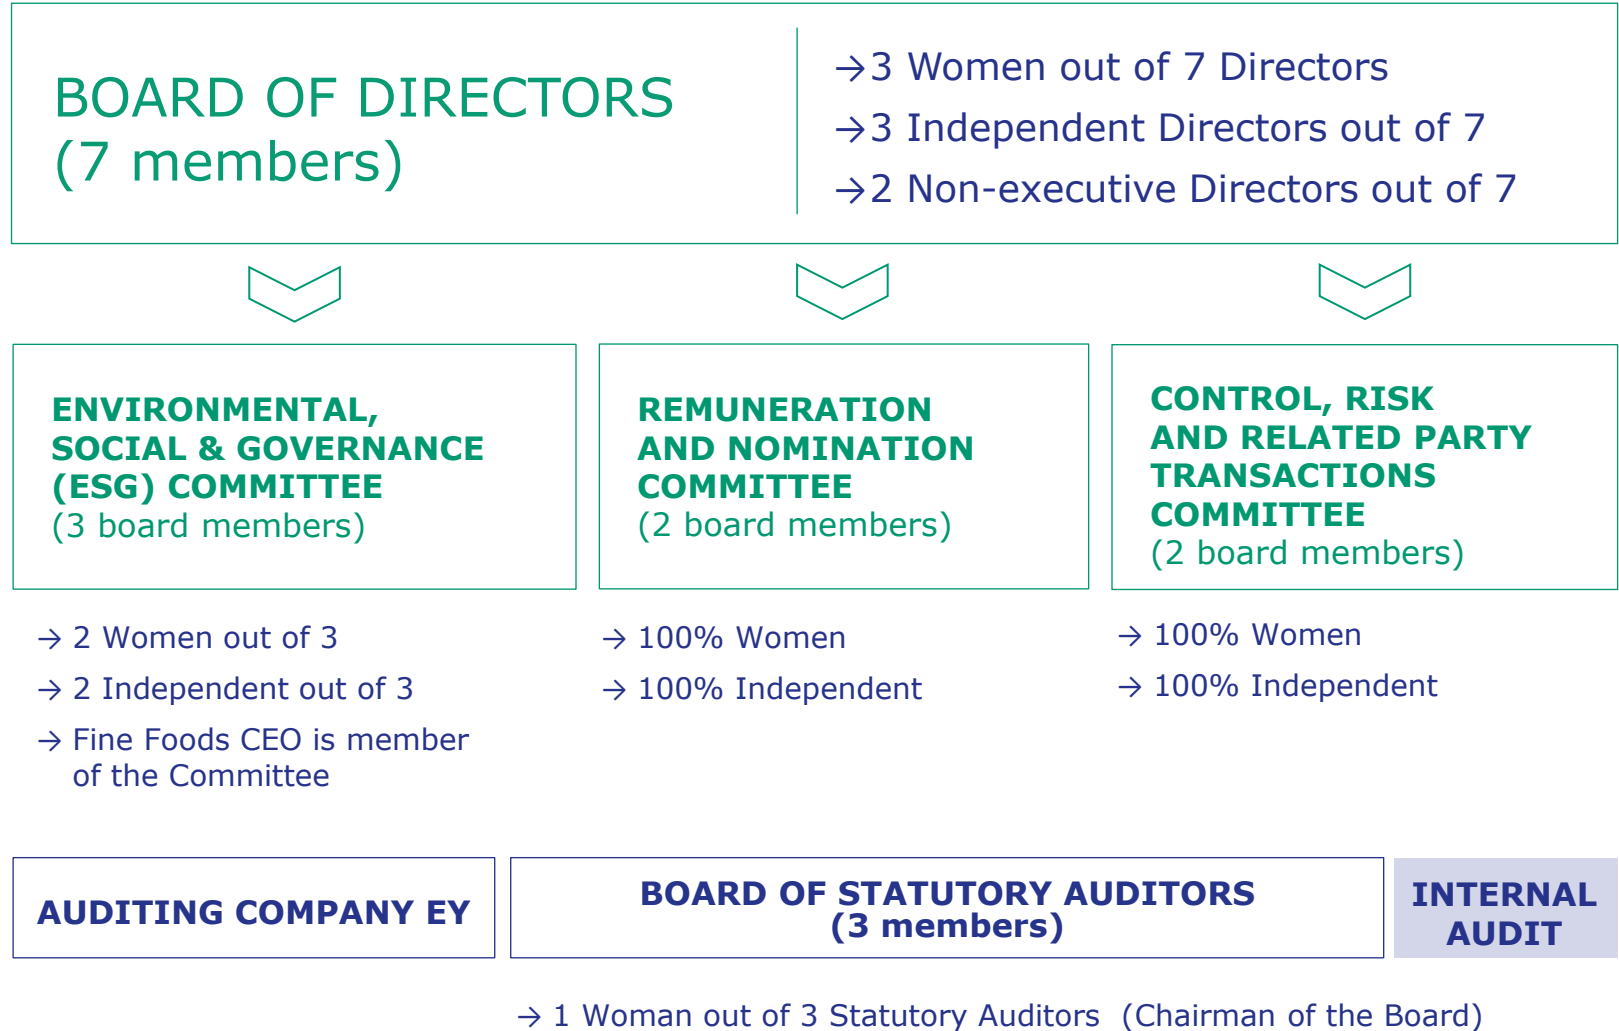 BOARD OF DIRECTORS
(7 members)
→3 Women out of 7 Directors
→3 Independent Directors out of 7
→2 Non-executive Directors out of 7
ENVIRONMENTAL,
SOCIAL & GOVERNANCE
(ESG) COMMITTEE
(3 board members)
→ 2 Women out of 3
→ 2 Independent out of 3
→ Fine Foods CEO is member
of the Committee
REMUNERATION
AND NOMINATION
COMMITTEE
(2 board members)
→ 100% Women
→ 100% Independent
CONTROL, RISK
AND RELATED PARTY
TRANSACTIONS
COMMITTEE
(2 board members)
→ 100% Women
→ 100% Independent
AUDITING COMPANY EY
BOARD OF STATUTORY AUDITORS
(3 members)
INTERNAL
AUDIT
→ 1 Woman out of 3 Statutory Auditors (Chairman of the Board)